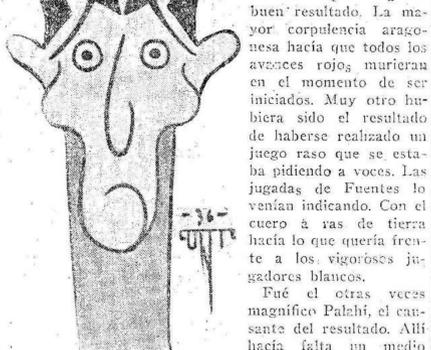 buen resultado. La ma-
yor corpulencia arago-
nesa hacía que todos los
avances rojos murieran
en el momento de ser
iniciados. Muy otro hu-
biera sido el resultado
de haberse realizado un
juego raso que se esta-
ba pidiendo a voces. Las
jugadas de Fuentes lo
venían indicando. Con el
cuero a ras de tierra
hacía lo que quería fren-
te a los vigorosos ju-
gadores blancos.
Fué el otras veces
magnífico Palahí, el cau-
sante del resultado. Allí
hacía falta un medio
-36-